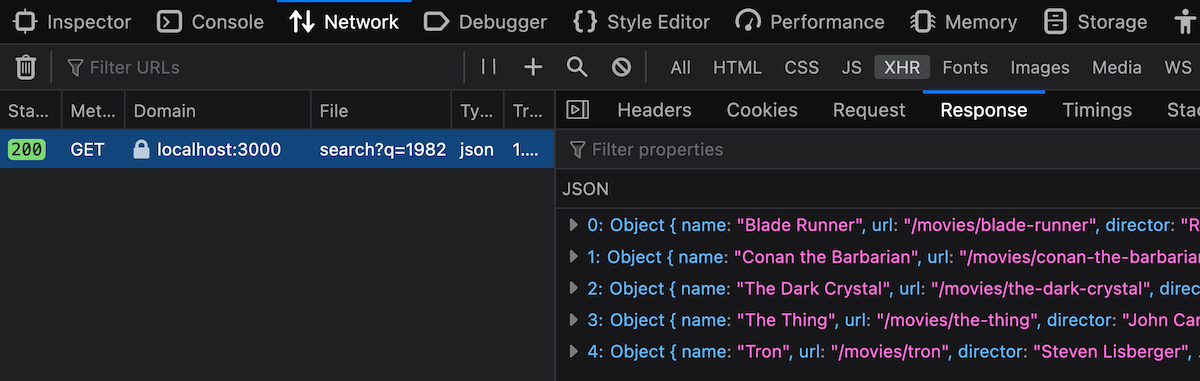 Inspector Console Network Debugger Style Editor Performance Memory Storage
Filter URLs All HTML CSS JS XHR Fonts Images Media WS
Sta... Met... Domain File Ty... Tr... Headers Cookies Request Response Timings Stac
200 GET localhost:3000 search?q=1982 json 1.... Filter properties
JSON
0: Object { name: "Blade Runner", url: "/movies/blade-runner", director: "R
1: Object { name: "Conan the Barbarian", url: "/movies/conan-the-barbarian
2: Object { name: "The Dark Crystal", url: "/movies/the-dark-crystal", direc
3: Object { name: "The Thing", url: "/movies/the-thing", director: "John Car
4: Object { name: "Tron", url: "/movies/tron", director: "Steven Lisberger", .